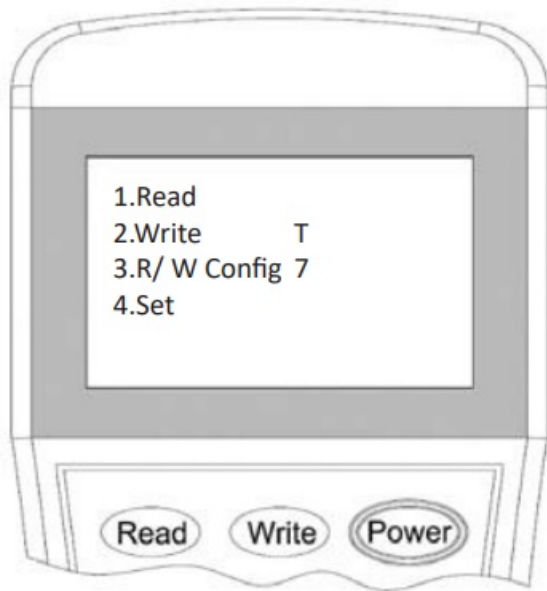 1.Read
2.Write T
3.R/ W Config 7
4.Set
Read Write Power